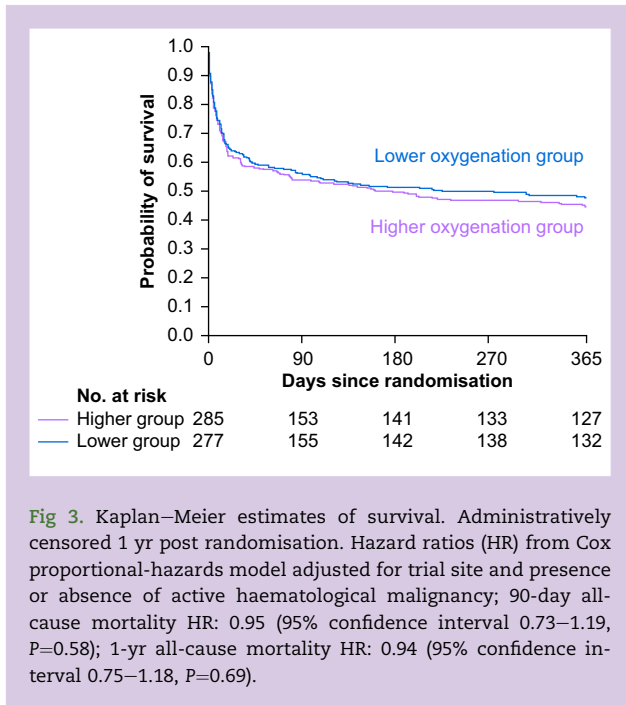 1.0
0.9
0.8
0.7
0.6
0.5
0.4
0.3
0.2
0.1
0.0
Probability of survival
Lower oxygenation group
Higher oxygenation group
0 90 180 270 365
Days since randomisation
No. at risk
Higher group 285 153 141 133 127
Lower group 277 155 142 138 132
Fig 3. Kaplan–Meier estimates of survival. Administratively
censored 1 yr post randomisation. Hazard ratios (HR) from Cox
proportional-hazards model adjusted for trial site and presence
or absence of active haematological malignancy; 90-day all-
cause mortality HR: 0.95 (95% confidence interval 0.73–1.19,
P=0.58); 1-yr all-cause mortality HR: 0.94 (95% confidence in-
terval 0.75–1.18, P=0.69).